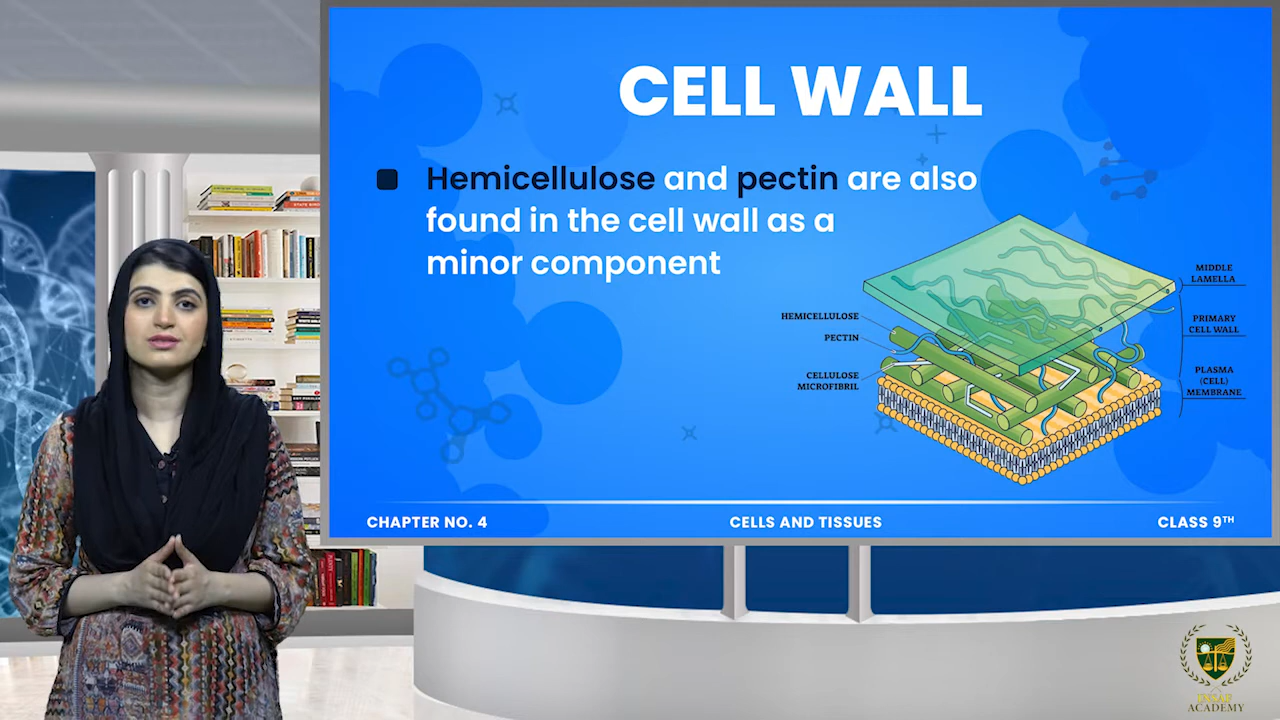 CELL WALL
Hemicellulose and pectin are also
found in the cell wall as a
minor component
MIDDLE
LAMELLA
HEMICELLULOSE
PRIMARY
CELL WALL
PECTIN
CELLULOSE
MICROFIBRIL
PLASMA
(CELL)
MEMBRANE
CHAPTER NO. 4
CELLS AND TISSUES
CLASS 9TH
ACADEMY